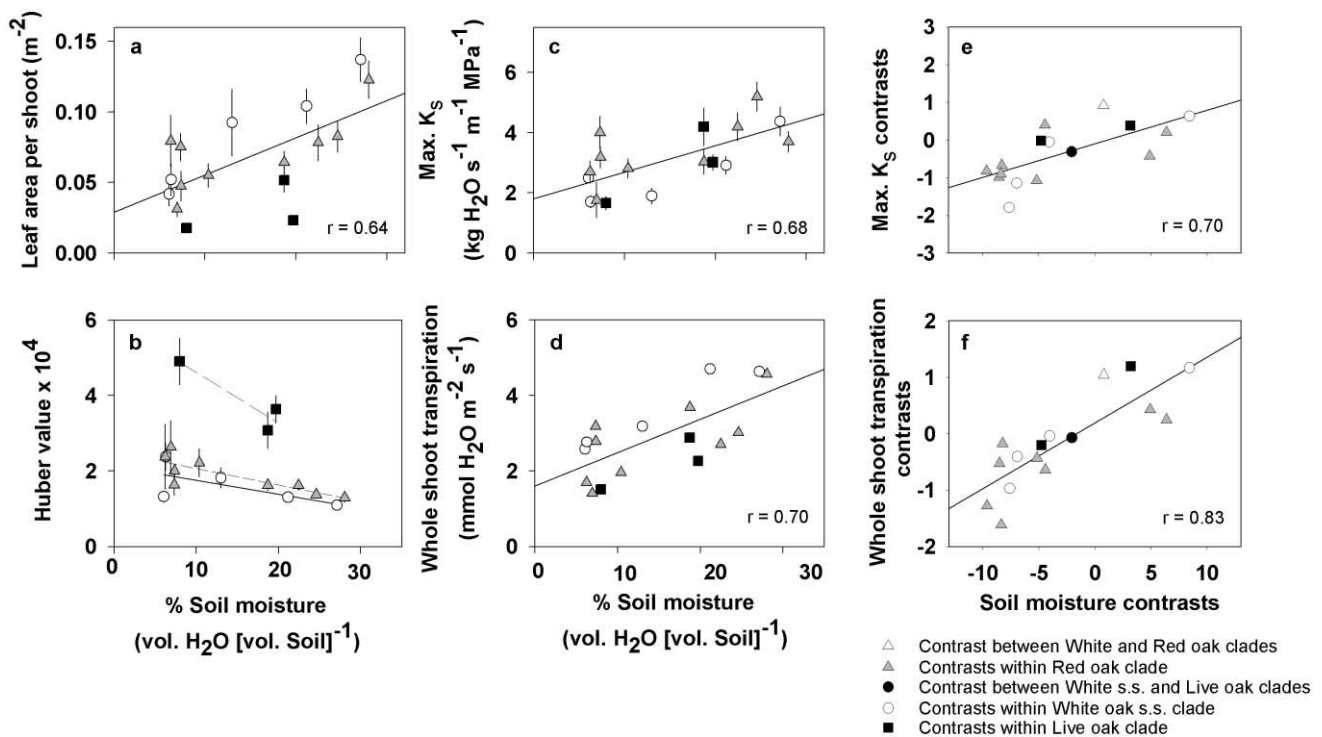 a
Leaf area per shoot (m⁻²)
0.15
0.10
0.05
0.00
r = 0.64
c
Max. K_S
(kg H₂O s⁻¹ m⁻¹ MPa⁻¹)
6
4
2
0
r = 0.68
e
Max. K_S contrasts
3
2
1
0
-1
-2
-3
r = 0.70
b
Huber value x 10⁴
6
4
2
0
0 10 20 30
% Soil moisture
(vol. H₂O [vol. Soil]⁻¹)
d
Whole shoot transpiration
(mmol H₂O m⁻² s⁻¹)
6
4
2
0
r = 0.70
0 10 20 30
% Soil moisture
(vol. H₂O [vol. Soil]⁻¹)
f
Whole shoot transpiration
contrasts
2
1
0
-1
-2
r = 0.83
-10 -5 0 5 10
Soil moisture contrasts
Contrast between White and Red oak clades
Contrasts within Red oak clade
Contrast between White s.s. and Live oak clades
Contrasts within White oak s.s. clade
Contrasts within Live oak clade